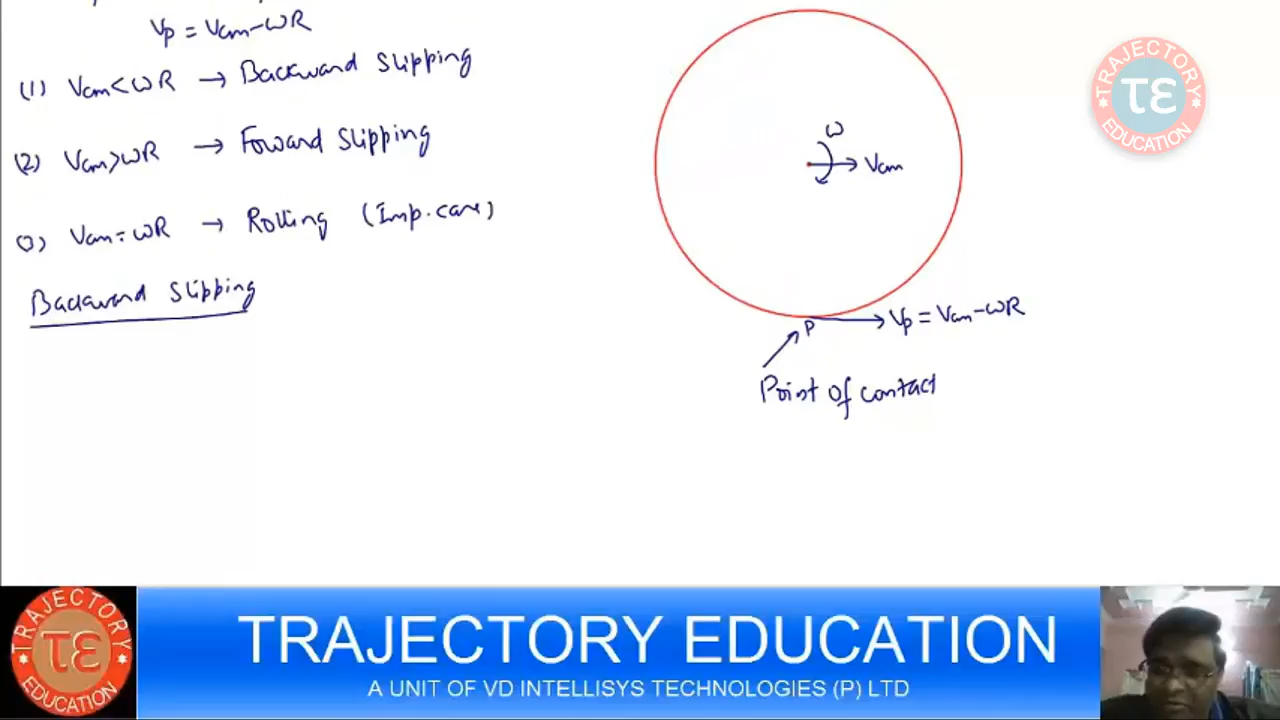 Vp = Vcm - ωR
(1) Vcm < ωR → Backward Slipping
(2) Vcm > ωR → Foward Slipping
(3) Vcm = ωR → Rolling (Imp. case)
Backward Slipping
ω
Vcm
P
Vp = Vcm - ωR
Point of contact
TRAJECTORY
τε
EDUCATION
TRAJECTORY
τε
EDUCATION
TRAJECTORY EDUCATION
A UNIT OF VD INTELLISYS TECHNOLOGIES (P) LTD